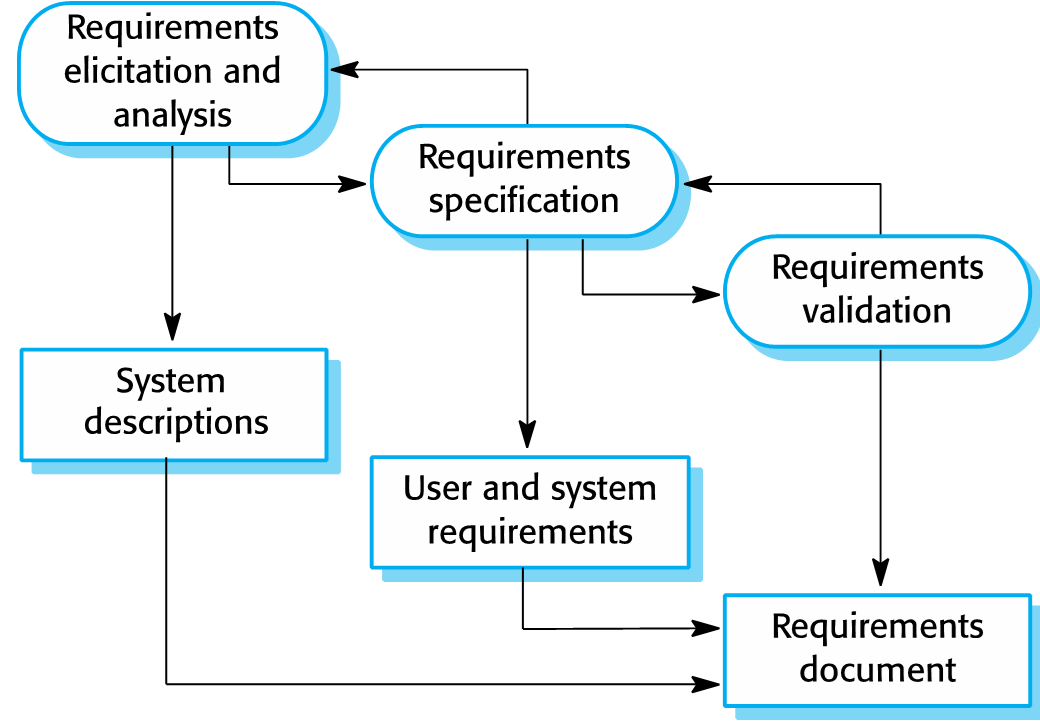 Requirements
elicitation and
analysis
Requirements
specification
Requirements
validation
System
descriptions
User and system
requirements
Requirements
document